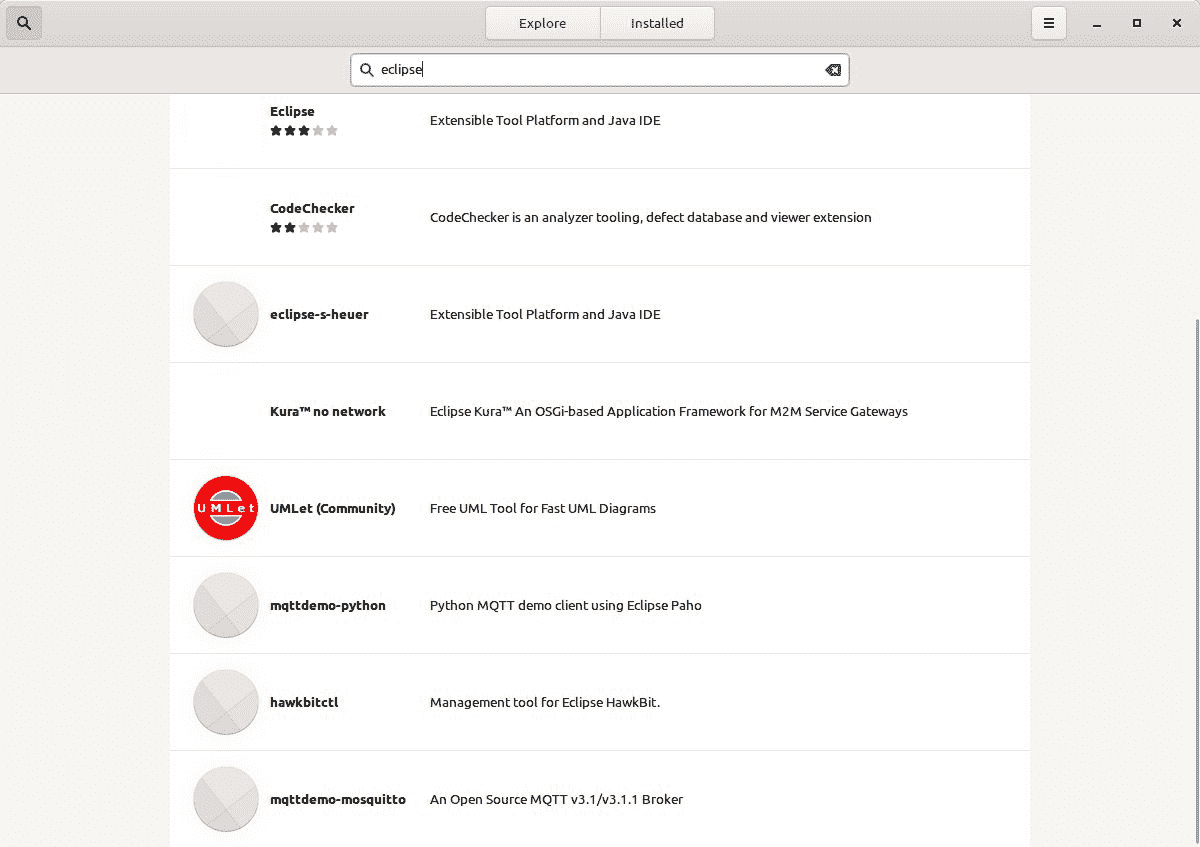 Explore Installed
eclipse
Eclipse
Extensible Tool Platform and Java IDE
CodeChecker
CodeChecker is an analyzer tooling, defect database and viewer extension
eclipse-s-heuer
Extensible Tool Platform and Java IDE
Kura™ no network
Eclipse Kura™ An OSGi-based Application Framework for M2M Service Gateways
UMLet
UMLet (Community)
Free UML Tool for Fast UML Diagrams
mqttdemo-python
Python MQTT demo client using Eclipse Paho
hawkbitctl
Management tool for Eclipse HawkBit.
mqttdemo-mosquitto
An Open Source MQTT v3.1/v3.1.1 Broker